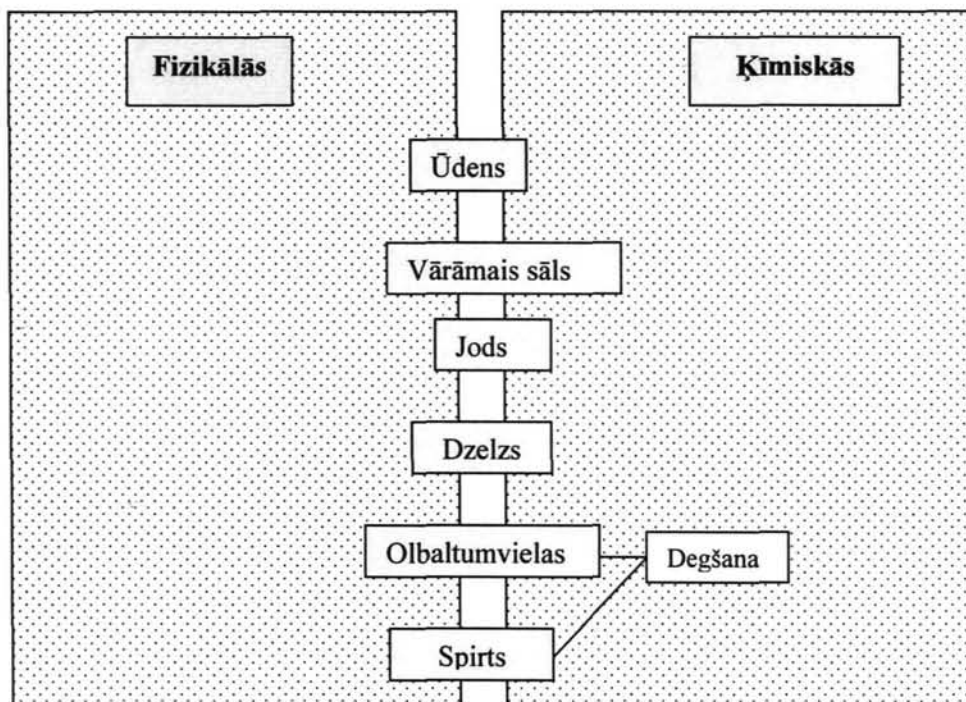 Fizikālās
Ķīmiskās
Ūdens
Vārāmais sāls
Jods
Dzelzs
Olbaltumvielas
Degšana
Spirts